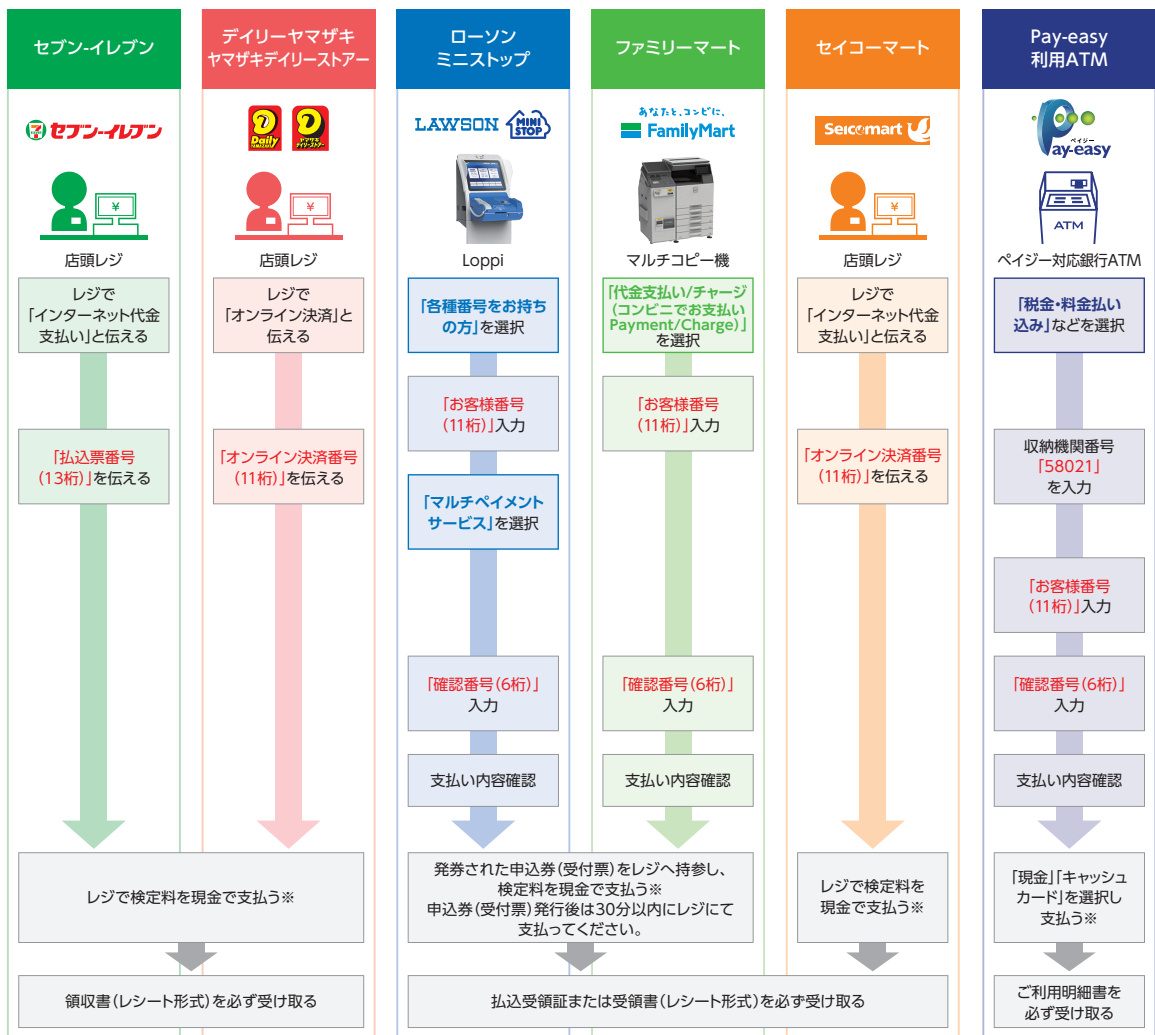 セブン-イレブン
デイリーヤマザキ
ヤマザキデイリーストアー
ローソン
ミニストップ
ファミリーマート
セイコーマート
Pay-easy
利用ATM
セブン-イレブン
Daily
YAMAZAKI
ヤマザキ
デイリーストアー
LAWSON
MINI
STOP
あなたと、コンビに、
FamilyMart
Seicomart
ペイジー
Pay-easy
¥
¥
¥
ATM
店頭レジ
店頭レジ
Loppi
マルチコピー機
店頭レジ
ペイジー対応銀行ATM
レジで
「インターネット代金
支払い」と伝える
レジで
「オンライン決済」と
伝える
「各種番号をお持ち
の方」を選択
「代金支払い/チャージ
(コンビニでお支払い
Payment/Charge)」
を選択
レジで
「インターネット代金
支払い」と伝える
「税金・料金払い
込み」などを選択
「お客様番号
(11桁)」入力
「お客様番号
(11桁)」入力
「払込票番号
(13桁)」を伝える
「オンライン決済番号
(11桁)」を伝える
「マルチペイメント
サービス」を選択
「オンライン決済番号
(11桁)」を伝える
収納機関番号
「58021」
を入力
「お客様番号
(11桁)」入力
「確認番号(6桁)」
入力
「確認番号(6桁)」
入力
「確認番号(6桁)」
入力
支払い内容確認
支払い内容確認
支払い内容確認
レジで検定料を現金で支払う※
発券された申込券(受付票)をレジへ持参し、
検定料を現金で支払う※
申込券(受付票)発行後は30分以内にレジにて
支払ってください。
レジで検定料を
現金で支払う※
「現金」「キャッシュ
カード」を選択し
支払う※
領収書(レシート形式)を必ず受け取る
払込受領証または受領書(レシート形式)を必ず受け取る
ご利用明細書を
必ず受け取る